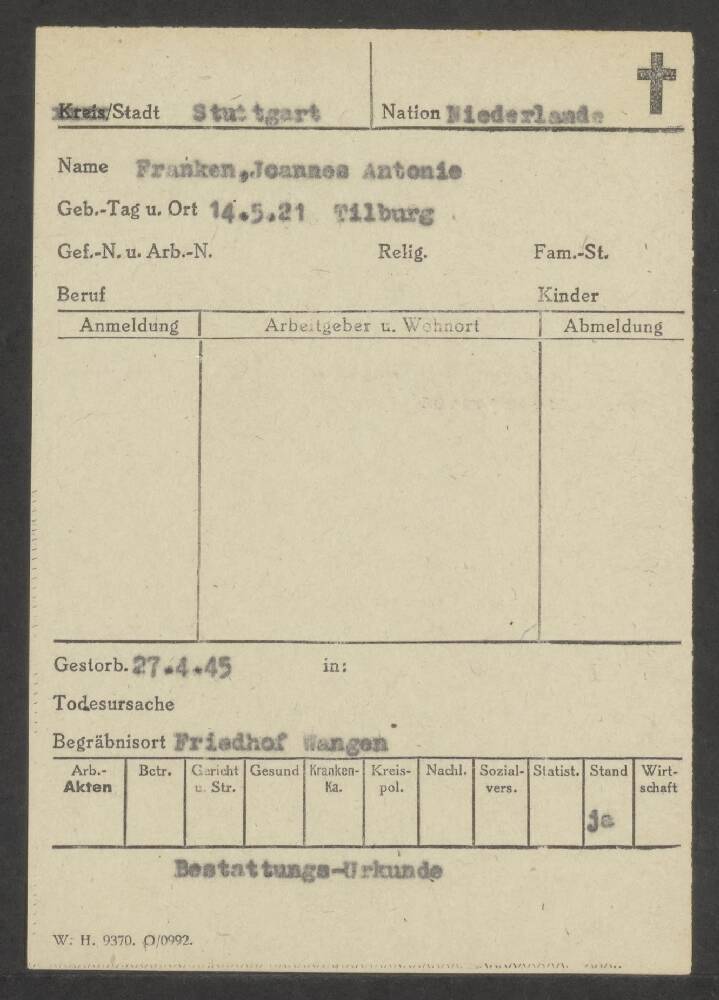 Kreis/Stadt Stuttgart Nation Niederlande
Name Franken, Joannes Antonie
Geb.-Tag u. Ort 14.5.21 Tilburg
Gef.-N. u. Arb.-N. Relig. Fam.-St.
Beruf Kinder
Anmeldung Arbeitgeber u. Wohnort Abmeldung
Gestorb. 27.4.45 in:
Todesursache
Begräbnisort Friedhof Wangen
Arb.- Betr. Gericht Gesund Kranken- Kreis- Nachl. Sozial- Statist. Stand Wirt-
Akten u. Str. Ka. pol. vers. schaft
ja
Bestattungs-Urkunde
W. H. 9370. O/0992.